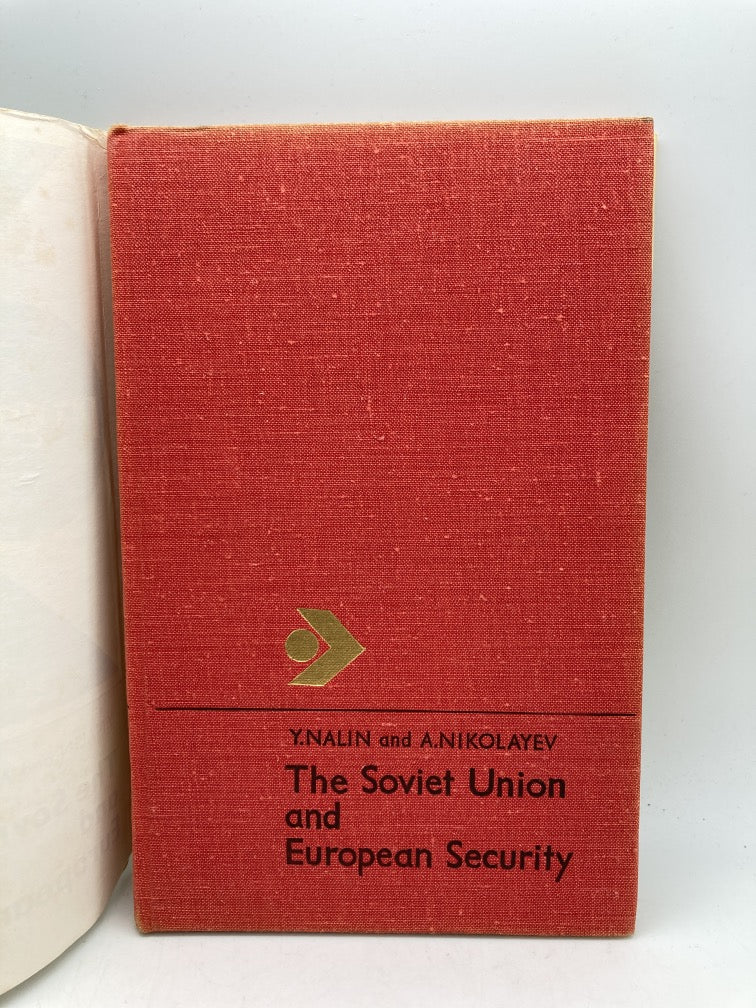 Y.NALIN and A.NIKOLAYEV
The Soviet Union
and
European Security